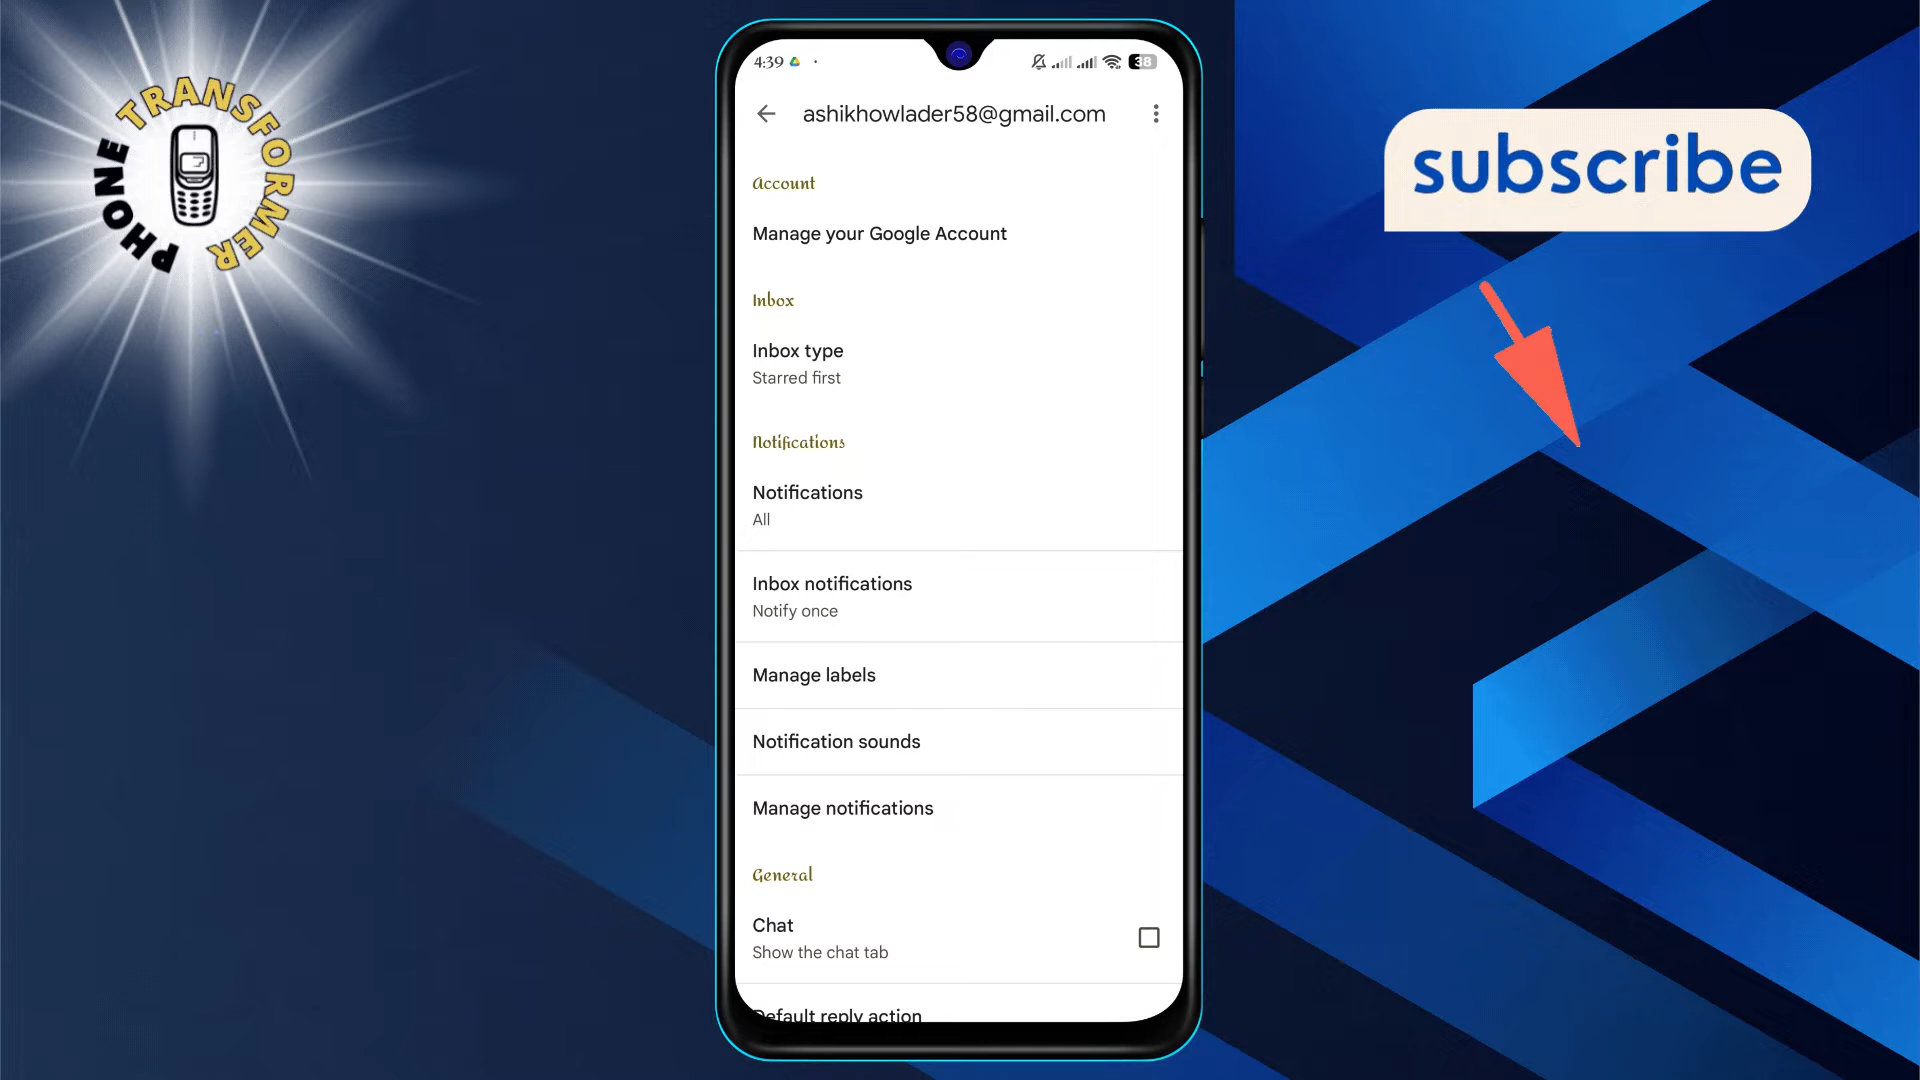 PHONE TRANSFORMER
4:39
38
ashikhowlader58@gmail.com
Account
Manage your Google Account
Inbox
Inbox type
Starred first
Notifications
Notifications
All
Inbox notifications
Notify once
Manage labels
Notification sounds
Manage notifications
General
Chat
Show the chat tab
Default reply action
subscribe